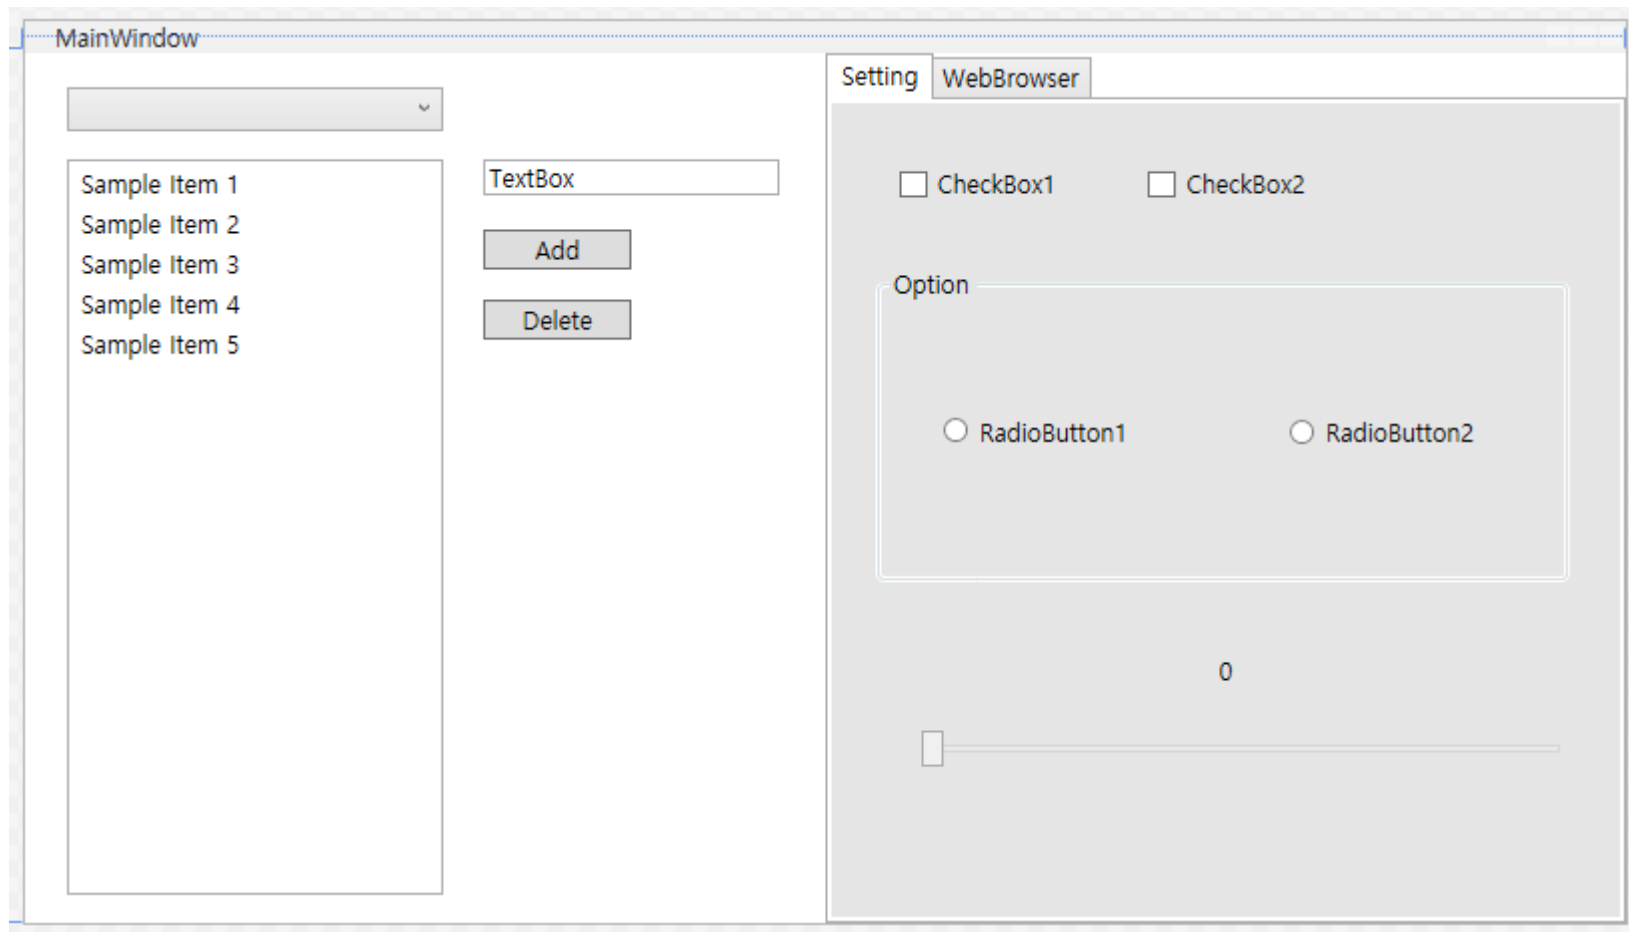 MainWindow
Setting
WebBrowser
Sample Item 1
Sample Item 2
Sample Item 3
Sample Item 4
Sample Item 5
TextBox
Add
Delete
CheckBox1
CheckBox2
Option
RadioButton1
RadioButton2
0